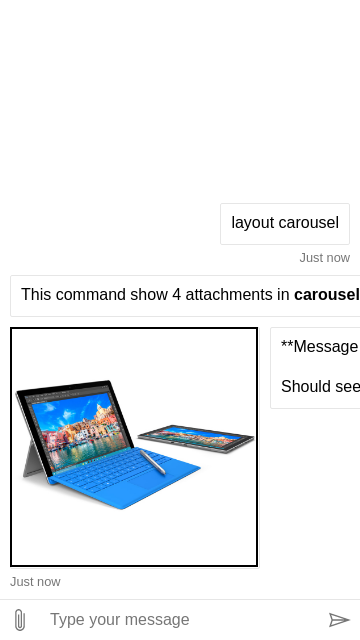 layout carousel
Just now
This command show 4 attachments in carousel
**Message
Should see
Just now
Type your message